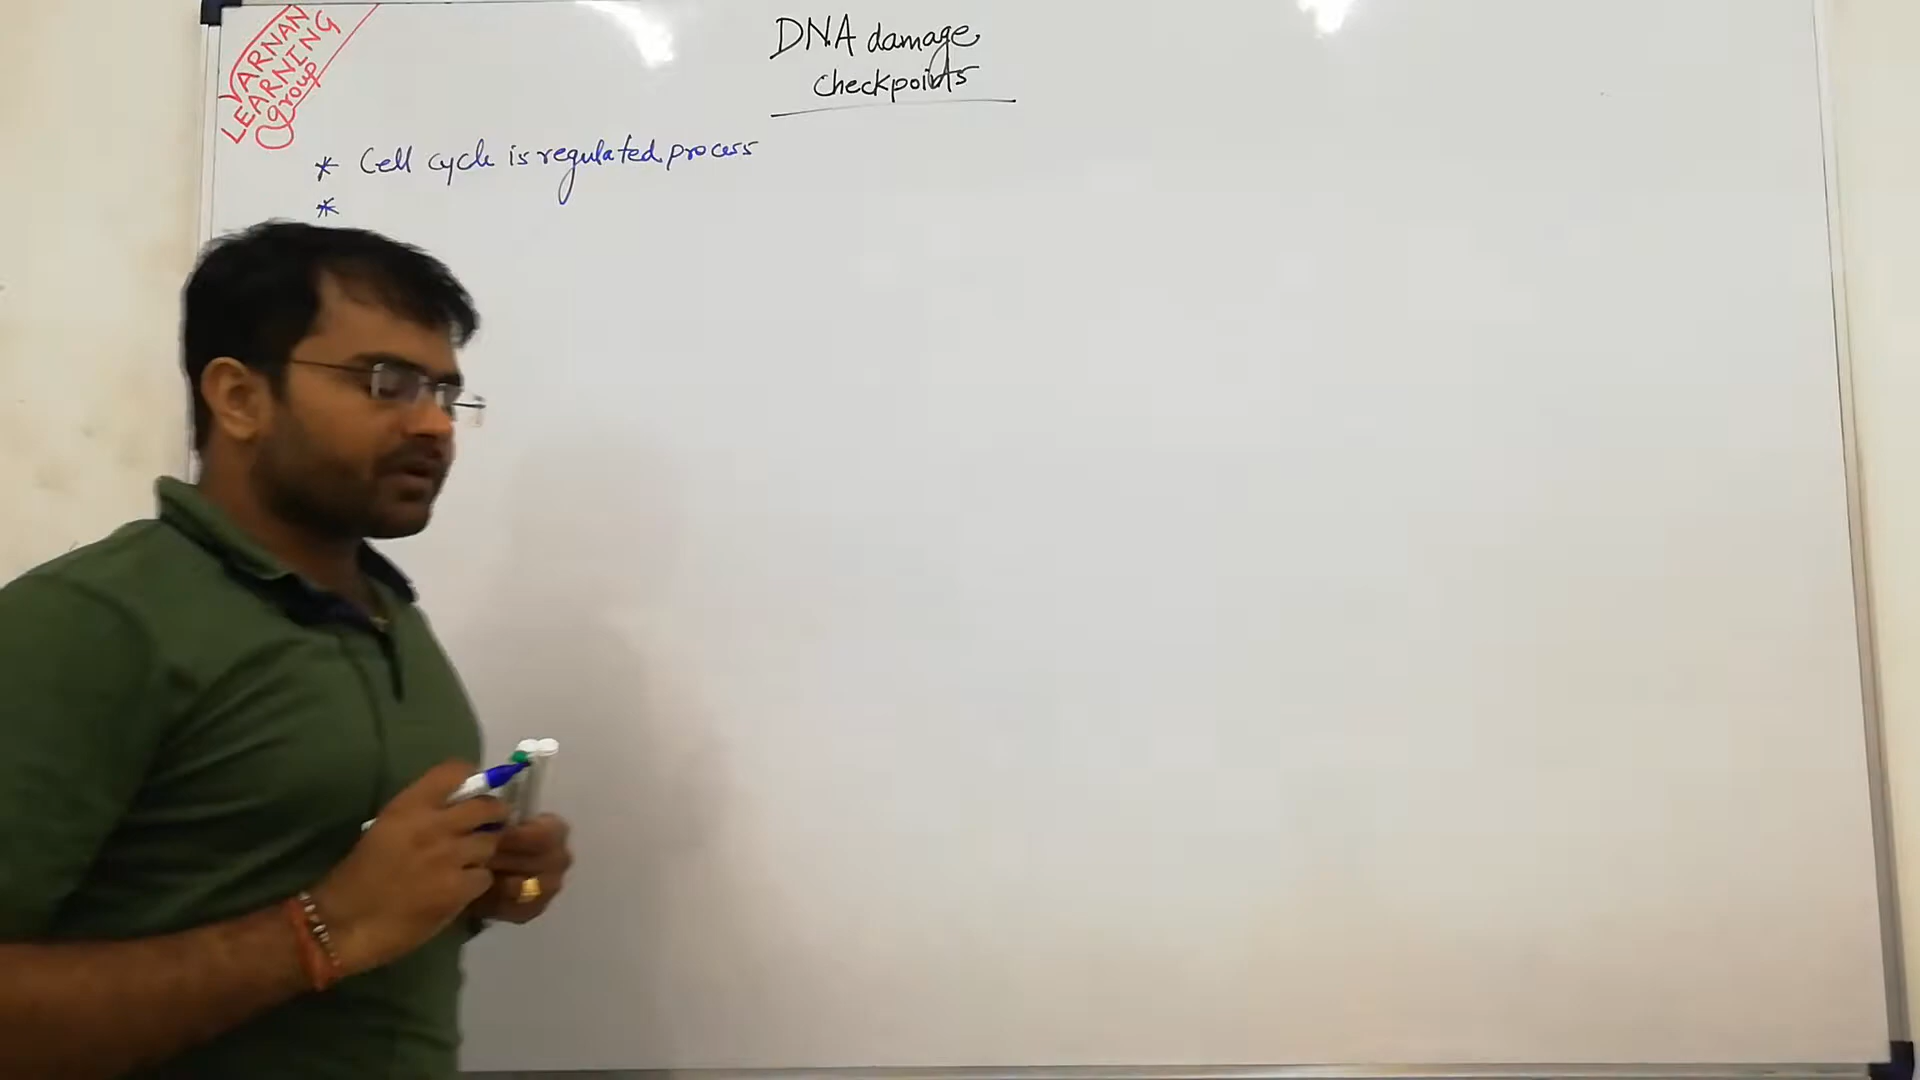 VARNAN
LEARNING
group
DNA damage
checkpoints
* Cell cycle is regulated process
*